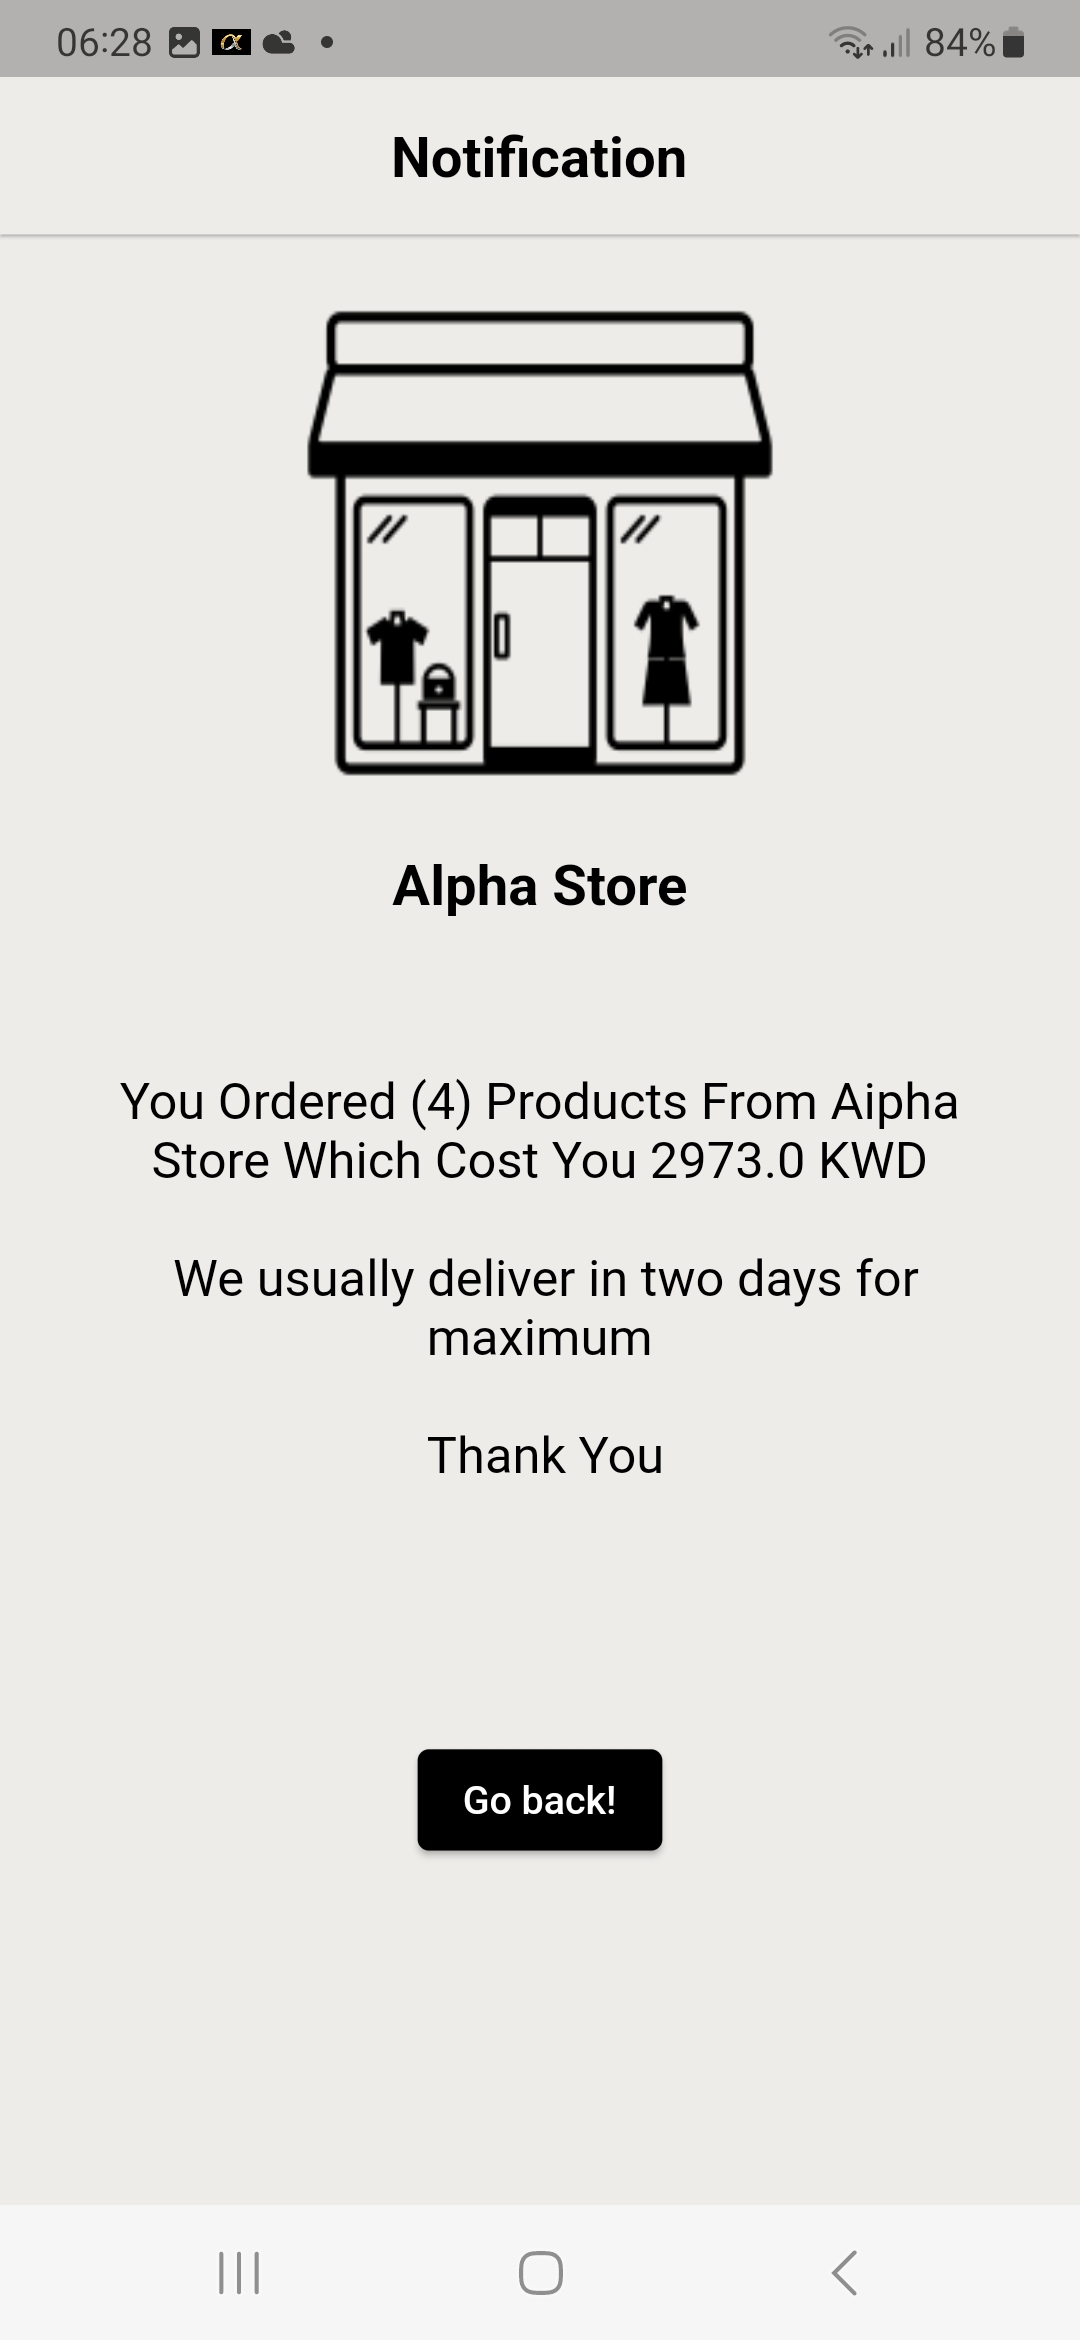 06:28
84%
Notification
Alpha Store
You Ordered (4) Products From Aipha
Store Which Cost You 2973.0 KWD
We usually deliver in two days for
maximum
Thank You
Go back!